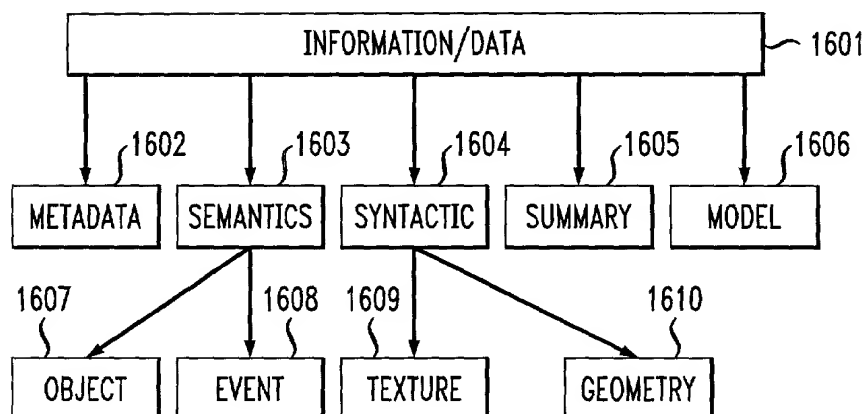 INFORMATION/DATA 1601
1602 1603 1604 1605 1606
METADATA SEMANTICS SYNTACTIC SUMMARY MODEL
1607 1608 1609 1610
OBJECT EVENT TEXTURE GEOMETRY